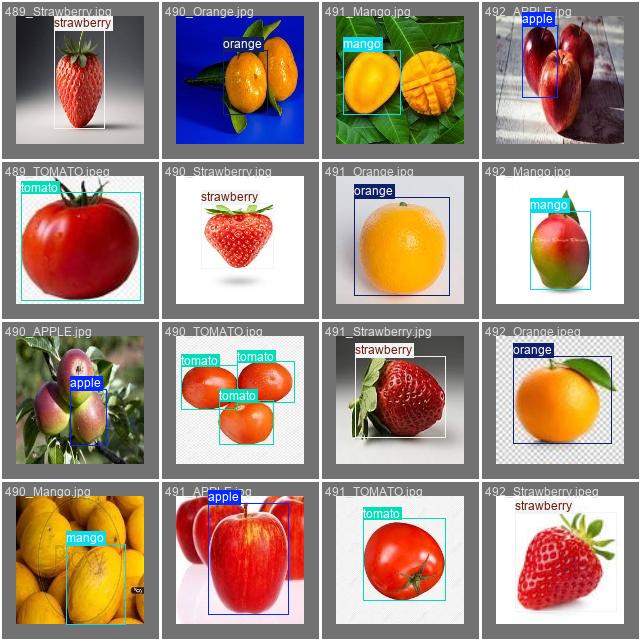 489_Strawberry.jpg
strawberry
490_Orange.jpg
orange
491_Mango.jpg
mango
492_APPLE.jpg
apple
489_TOMATO.jpeg
tomato
490_Strawberry.jpg
strawberry
491_Orange.jpg
orange
492_Mango.jpg
mango
490_APPLE.jpg
apple
490_TOMATO.jpg
tomato
tomato
tomato
491_Strawberry.jpg
strawberry
492_Orange.jpeg
orange
490_Mango.jpg
mango
491_APPLE.jpg
apple
491_TOMATO.jpg
tomato
492_Strawberry.jpeg
strawberry